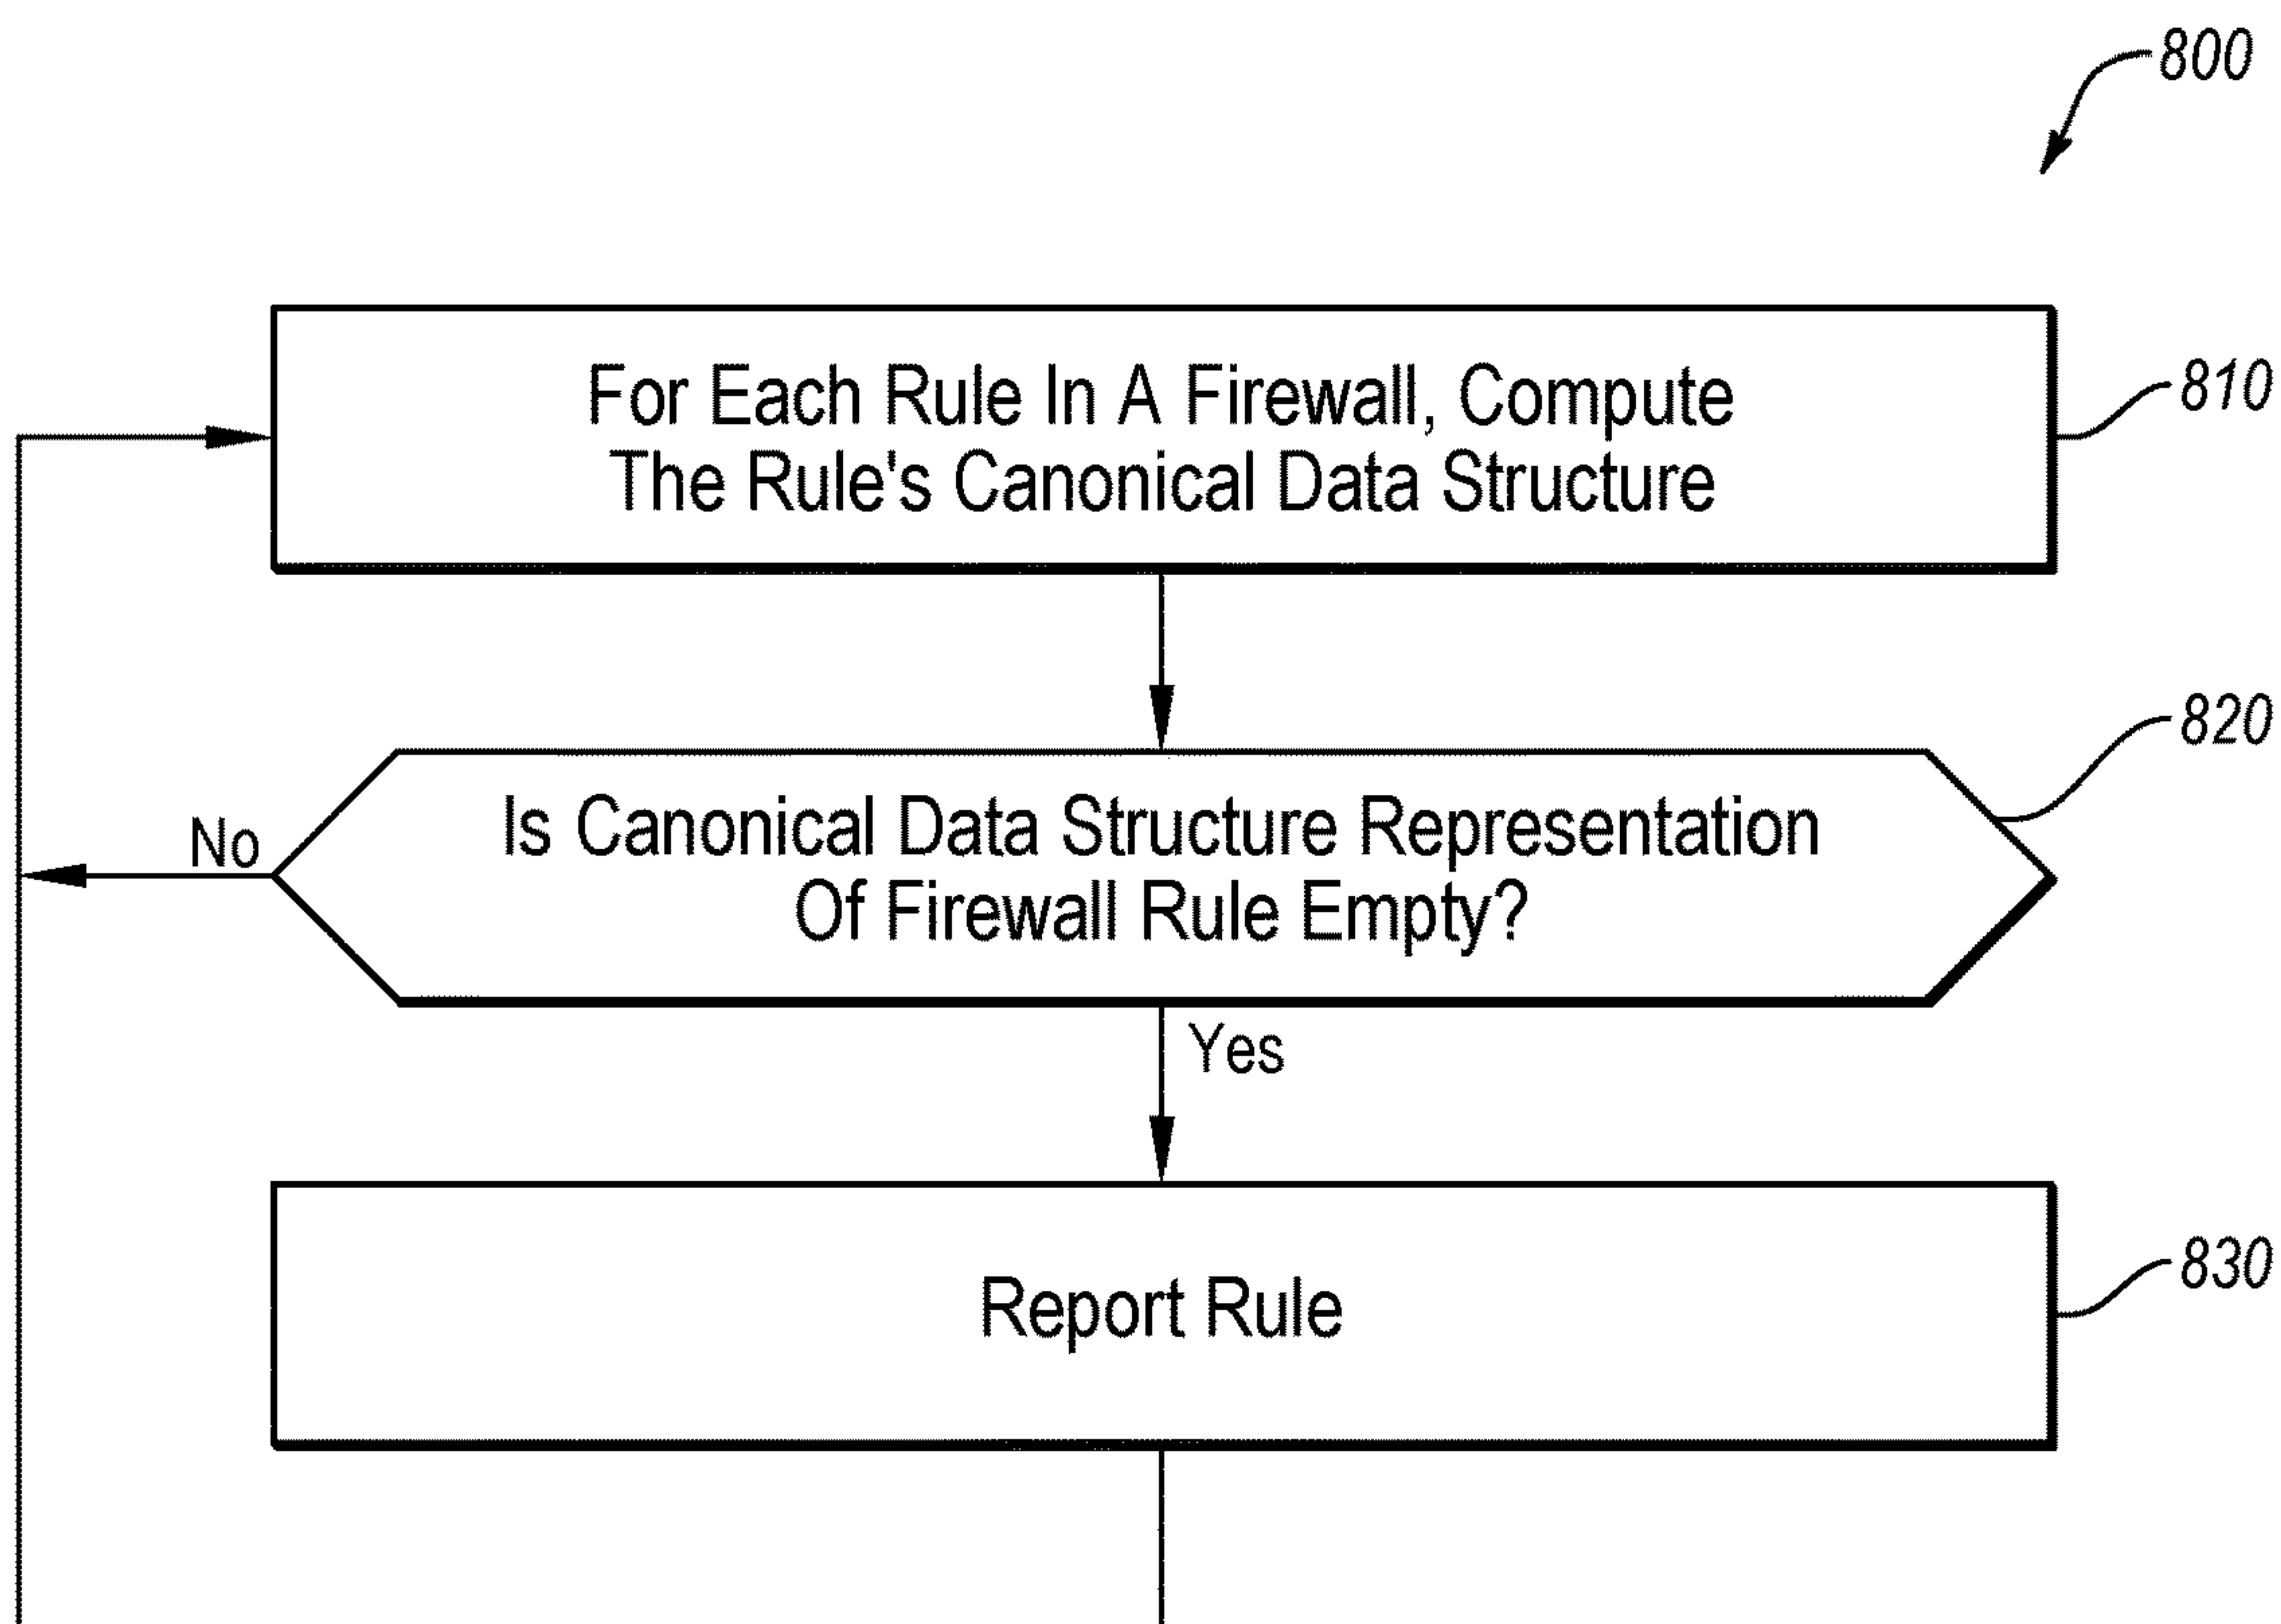 800
For Each Rule In A Firewall, Compute
The Rule's Canonical Data Structure
810
820
Is Canonical Data Structure Representation
Of Firewall Rule Empty?
No
Yes
Report Rule
830